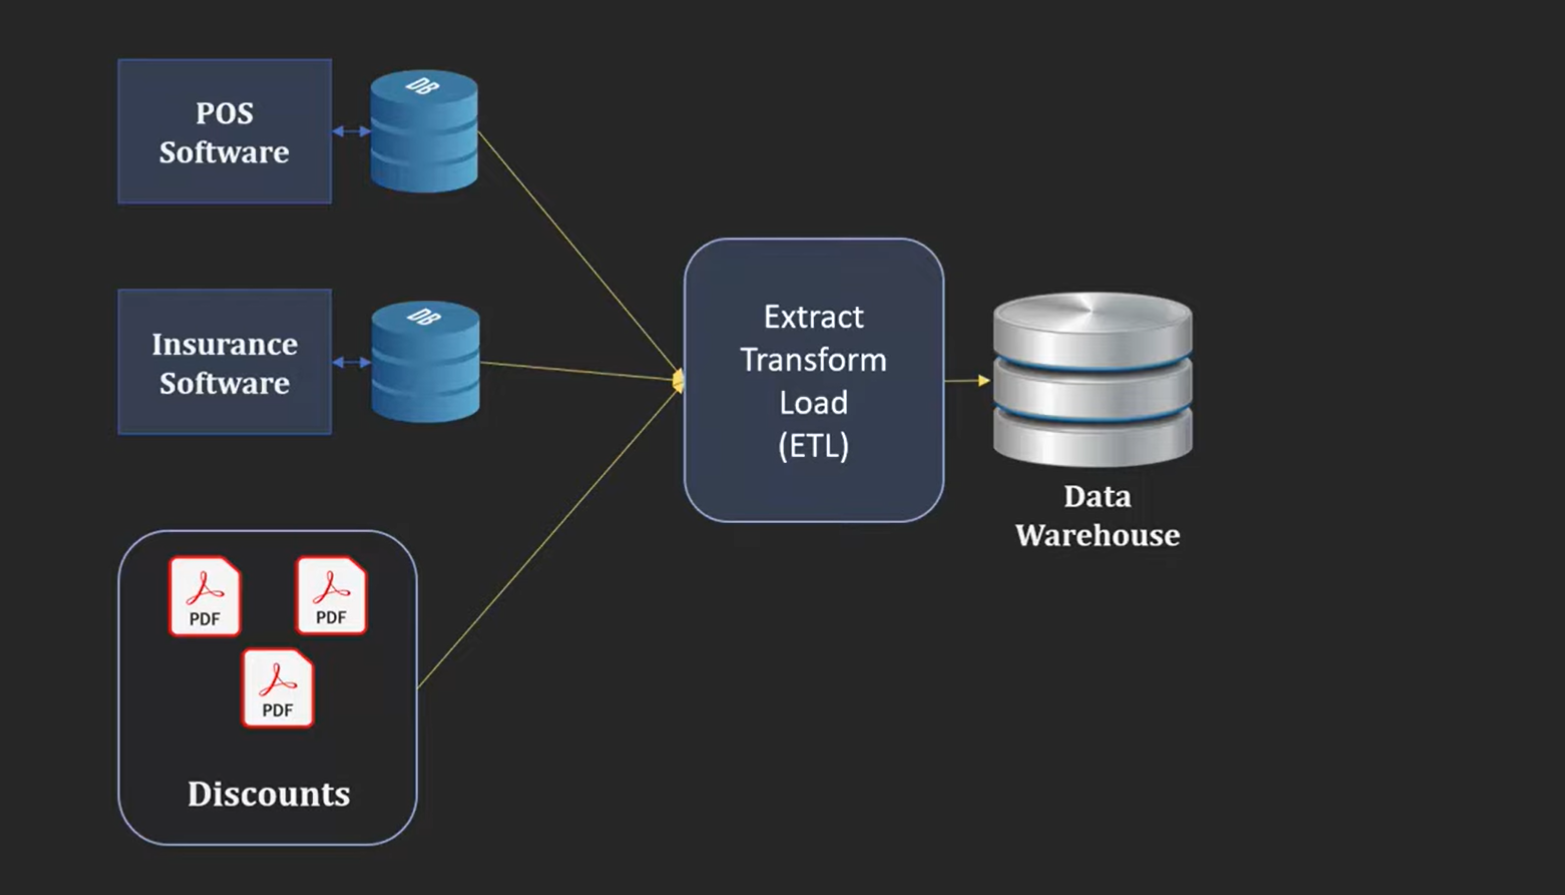 POS
Software
DB
Insurance
Software
DB
Extract
Transform
Load
(ETL)
Data
Warehouse
PDF
PDF
PDF
Discounts